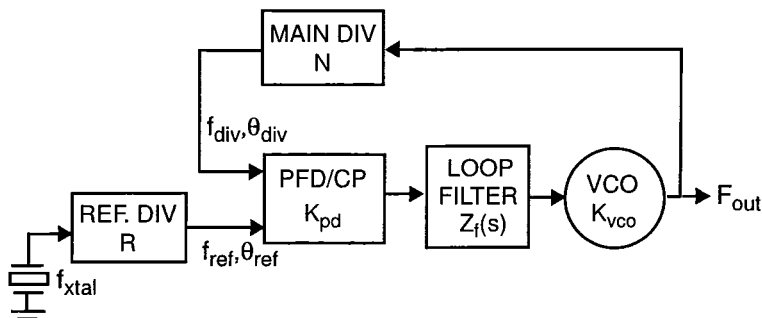 MAIN DIV
N
f_div,θ_div
PFD/CP
K_pd
LOOP
FILTER
Z_f(s)
VCO
K_vco
F_out
REF. DIV
R
f_ref,θ_ref
f_xtal